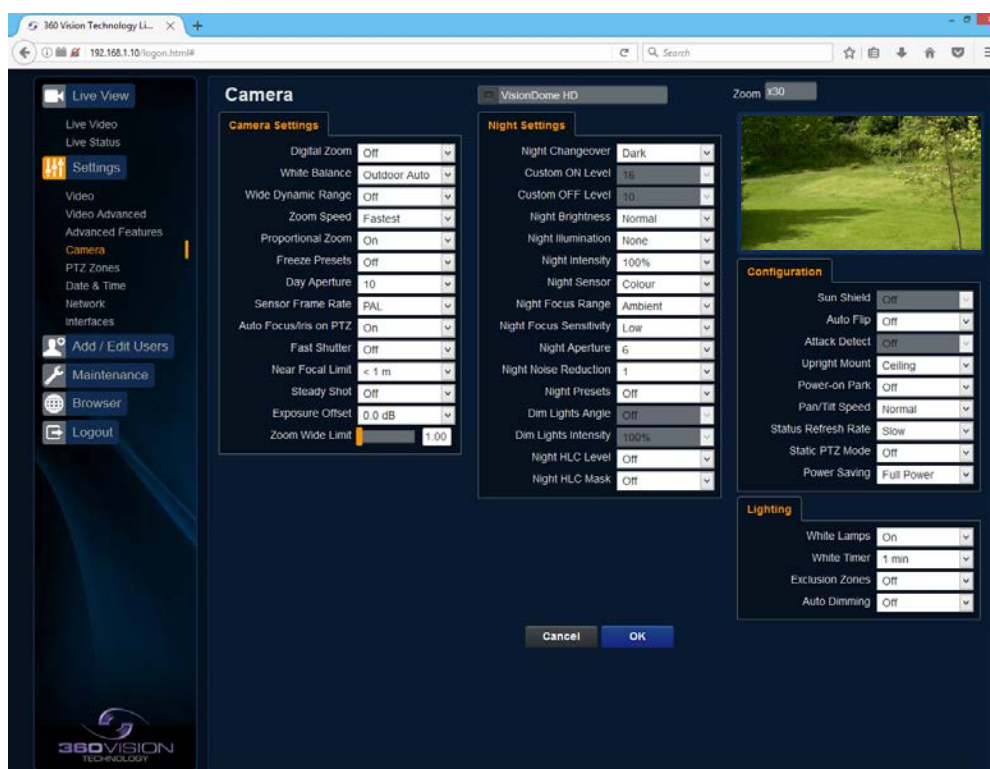 360 Vision Technology Li...
192.168.1.10/logon.html#
Search
Live View
Live Video
Live Status
Settings
Video
Video Advanced
Advanced Features
Camera
PTZ Zones
Date & Time
Network
Interfaces
Add / Edit Users
Maintenance
Browser
Logout
360VISION
TECHNOLOGY
Camera
VisionDome HD
Zoom x30
Camera Settings
Digital Zoom Off
White Balance Outdoor Auto
Wide Dynamic Range Off
Zoom Speed Fastest
Proportional Zoom On
Freeze Presets Off
Day Aperture 10
Sensor Frame Rate PAL
Auto Focus/Iris on PTZ On
Fast Shutter Off
Near Focal Limit < 1 m
Steady Shot Off
Exposure Offset 0.0 dB
Zoom Wide Limit 1.00
Night Settings
Night Changeover Dark
Custom ON Level 16
Custom OFF Level 10
Night Brightness Normal
Night Illumination None
Night Intensity 100%
Night Sensor Colour
Night Focus Range Ambient
Night Focus Sensitivity Low
Night Aperture 6
Night Noise Reduction 1
Night Presets Off
Dim Lights Angle Off
Dim Lights Intensity 100%
Night HLC Level Off
Night HLC Mask Off
Configuration
Sun Shield Off
Auto Flip Off
Attack Detect Off
Upright Mount Ceiling
Power-on Park Off
Pan/Tilt Speed Normal
Status Refresh Rate Slow
Static PTZ Mode Off
Power Saving Full Power
Lighting
White Lamps On
White Timer 1 min
Exclusion Zones Off
Auto Dimming Off
Cancel OK